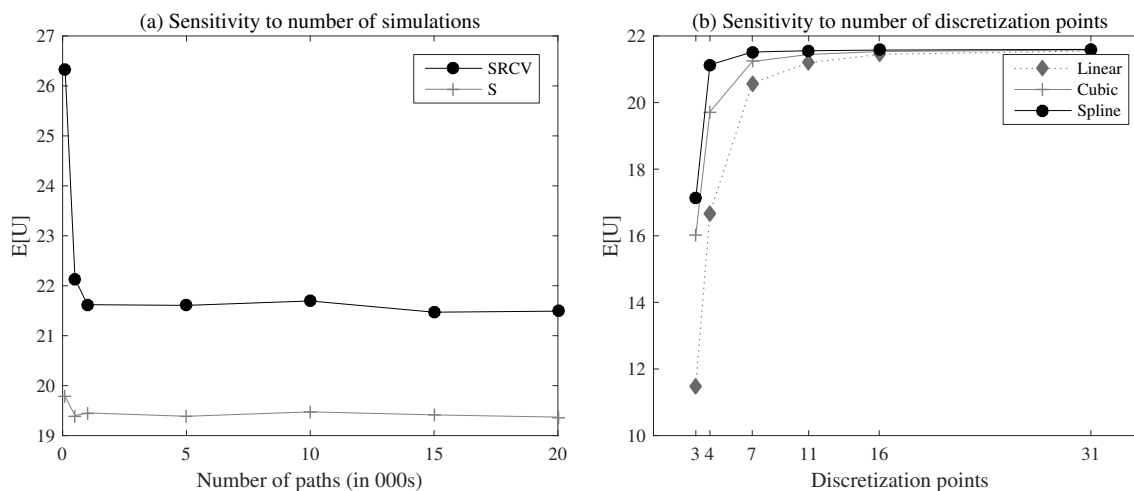 (a) Sensitivity to number of simulations
27
26
25
24
23
22
21
20
19
E[U]
0 5 10 15 20
Number of paths (in 000s)
SRCV
S
(b) Sensitivity to number of discretization points
22
20
18
16
14
12
10
E[U]
3 4 7 11 16 31
Discretization points
Linear
Cubic
Spline